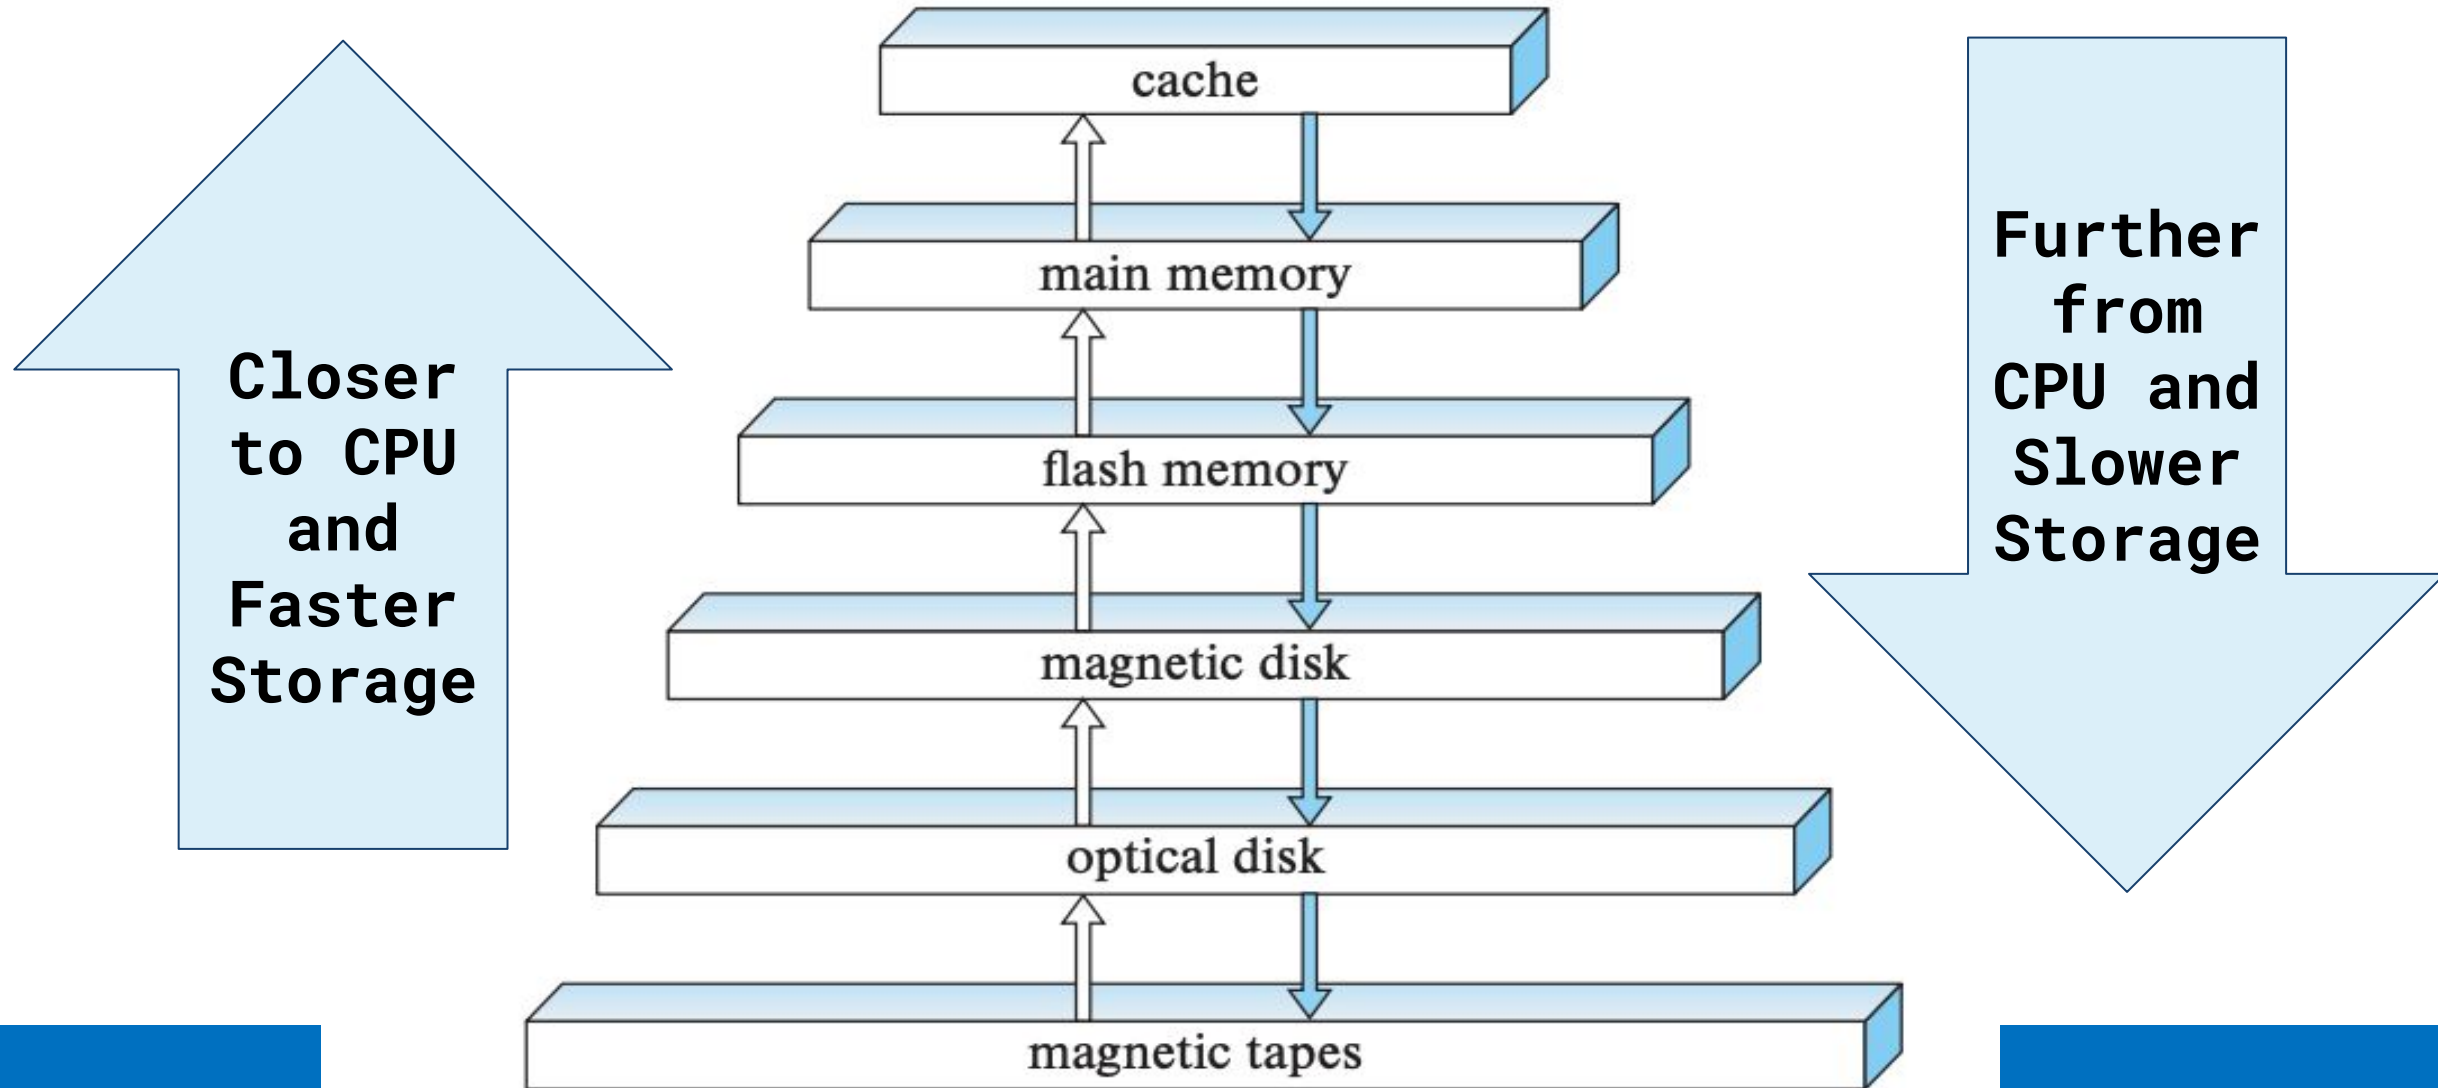 cache
main memory
flash memory
magnetic disk
optical disk
magnetic tapes
Closer
to CPU
and
Faster
Storage
Further
from
CPU and
Slower
Storage